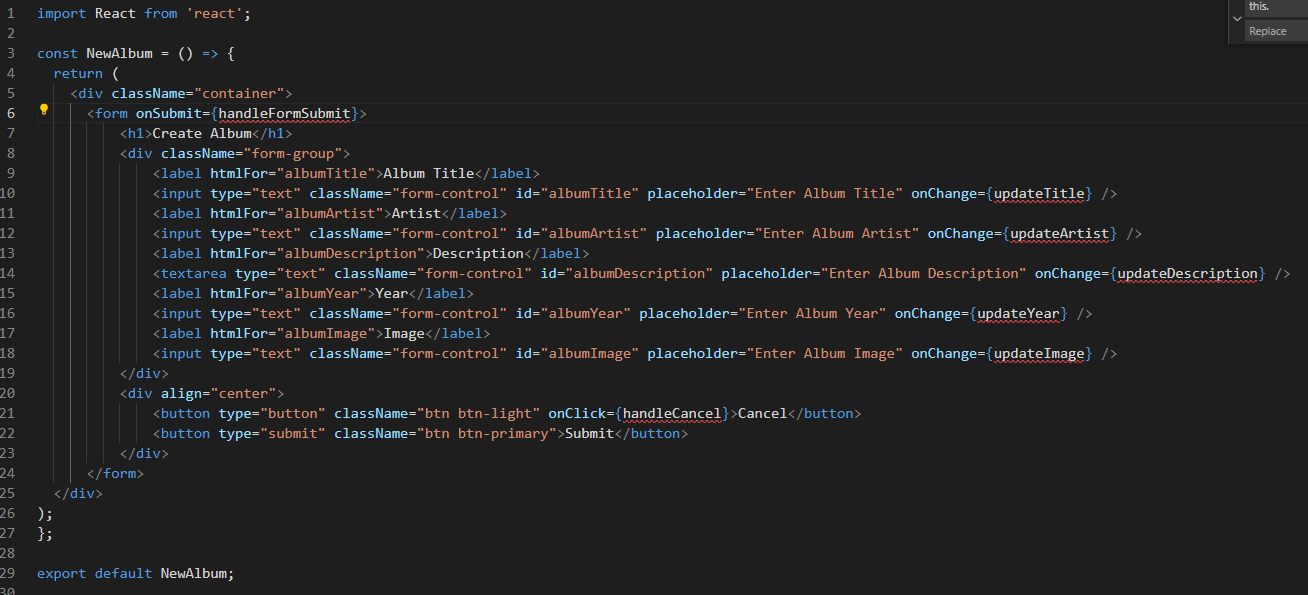 this.
Replace
1 import React from 'react';
2
3 const NewAlbum = () => {
4 return (
5 <div className="container">
6 <form onSubmit={handleFormSubmit}>
7 <h1>Create Album</h1>
8 <div className="form-group">
9 <label htmlFor="albumTitle">Album Title</label>
10 <input type="text" className="form-control" id="albumTitle" placeholder="Enter Album Title" onChange={updateTitle} />
11 <label htmlFor="albumArtist">Artist</label>
12 <input type="text" className="form-control" id="albumArtist" placeholder="Enter Album Artist" onChange={updateArtist} />
13 <label htmlFor="albumDescription">Description</label>
14 <textarea type="text" className="form-control" id="albumDescription" placeholder="Enter Album Description" onChange={updateDescription} />
15 <label htmlFor="albumYear">Year</label>
16 <input type="text" className="form-control" id="albumYear" placeholder="Enter Album Year" onChange={updateYear} />
17 <label htmlFor="albumImage">Image</label>
18 <input type="text" className="form-control" id="albumImage" placeholder="Enter Album Image" onChange={updateImage} />
19 </div>
20 <div align="center">
21 <button type="button" className="btn btn-light" onClick={handleCancel}>Cancel</button>
22 <button type="submit" className="btn btn-primary">Submit</button>
23 </div>
24 </form>
25 </div>
26 );
27 };
28
29 export default NewAlbum;
30